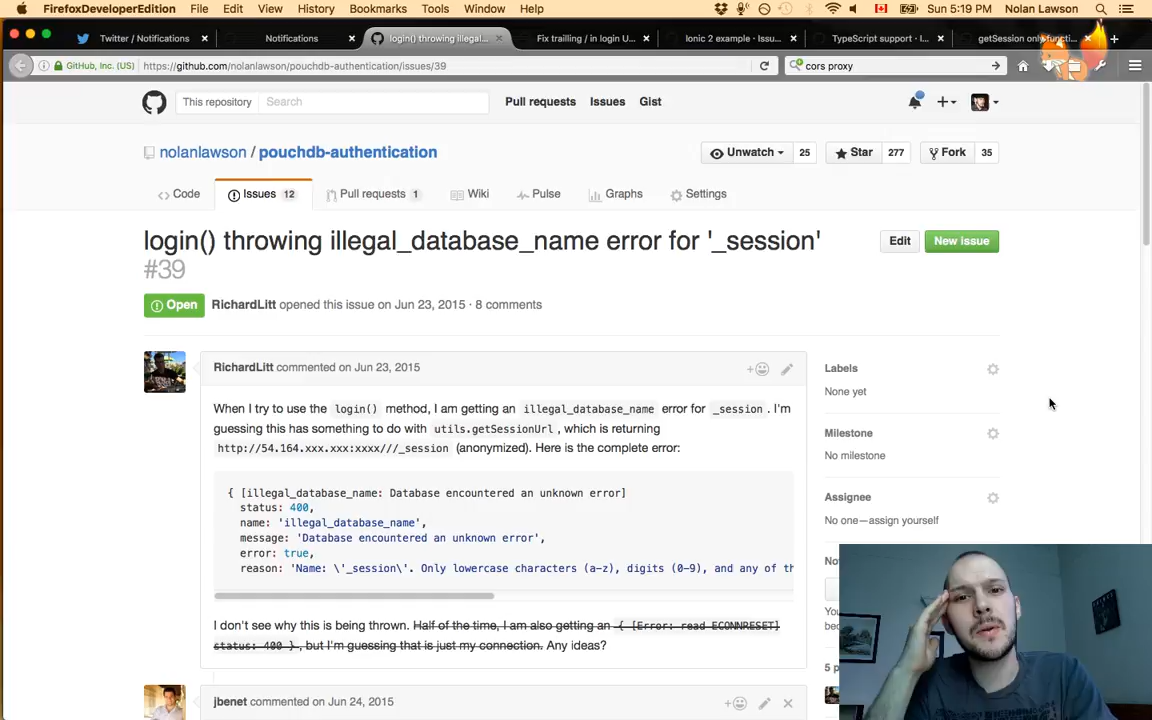 FirefoxDeveloperEdition File Edit View History Bookmarks Tools Window Help Sun 5:19 PM Nolan Lawson
Twitter / Notifications Notifications login() throwing illegal_ Fix trailling / in login U... Ionic 2 example · Issu... TypeScript support · I... getSession only functi
GitHub, Inc. (US) https://github.com/nolanlawson/pouchdb-authentication/issues/39 cors proxy
This repository Search Pull requests Issues Gist
nolanlawson / pouchdb-authentication Unwatch 25 Star 277 Fork 35
Code Issues 12 Pull requests 1 Wiki Pulse Graphs Settings
login() throwing illegal_database_name error for '_session'
#39
Edit New issue
Open RichardLitt opened this issue on Jun 23, 2015 · 8 comments
RichardLitt commented on Jun 23, 2015
When I try to use the login() method, I am getting an illegal_database_name error for _session . I'm
guessing this has something to do with utils.getSessionUrl , which is returning
http://54.164.xxx.xxx:xxxx///_session (anonymized). Here is the complete error:
{ [illegal_database_name: Database encountered an unknown error]
status: 400,
name: 'illegal_database_name',
message: 'Database encountered an unknown error',
error: true,
reason: 'Name: \'_session\'. Only lowercase characters (a-z), digits (0-9), and any of th
I don't see why this is being thrown. Half of the time, I am also getting an { [Error: read ECONNRESET]
status: 400 } , but I'm guessing that is just my connection. Any ideas?
jbenet commented on Jun 24, 2015
Labels
None yet
Milestone
No milestone
Assignee
No one—assign yourself
No
You
bec
5 p